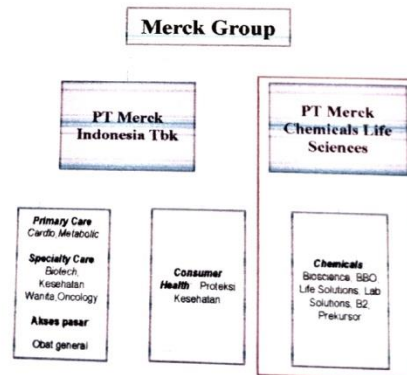 Merck Group
PT Merck
Indonesia Tbk
PT Merck
Chemicals Life
Sciences
Primary Care
Cardio, Metabolic
Specialty Care
Biotech,
Kesehatan
Wanita, Oncology
Akses pasar
Obat general
Consumer
Health Proteksi
Kesehatan
Chemicals
Bioscience, BBO
Life Solutions, Lab
Solutions, B2,
Prekursor